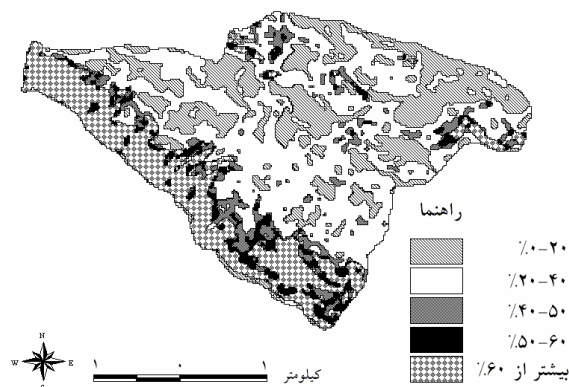 راهنما
٪۰-۲۰
٪۲۰-۴۰
٪۴۰-۵۰
٪۵۰-۶۰
بیشتر از ۶۰٪
N
W E
S
۱ ۰ ۱ کیلومتر